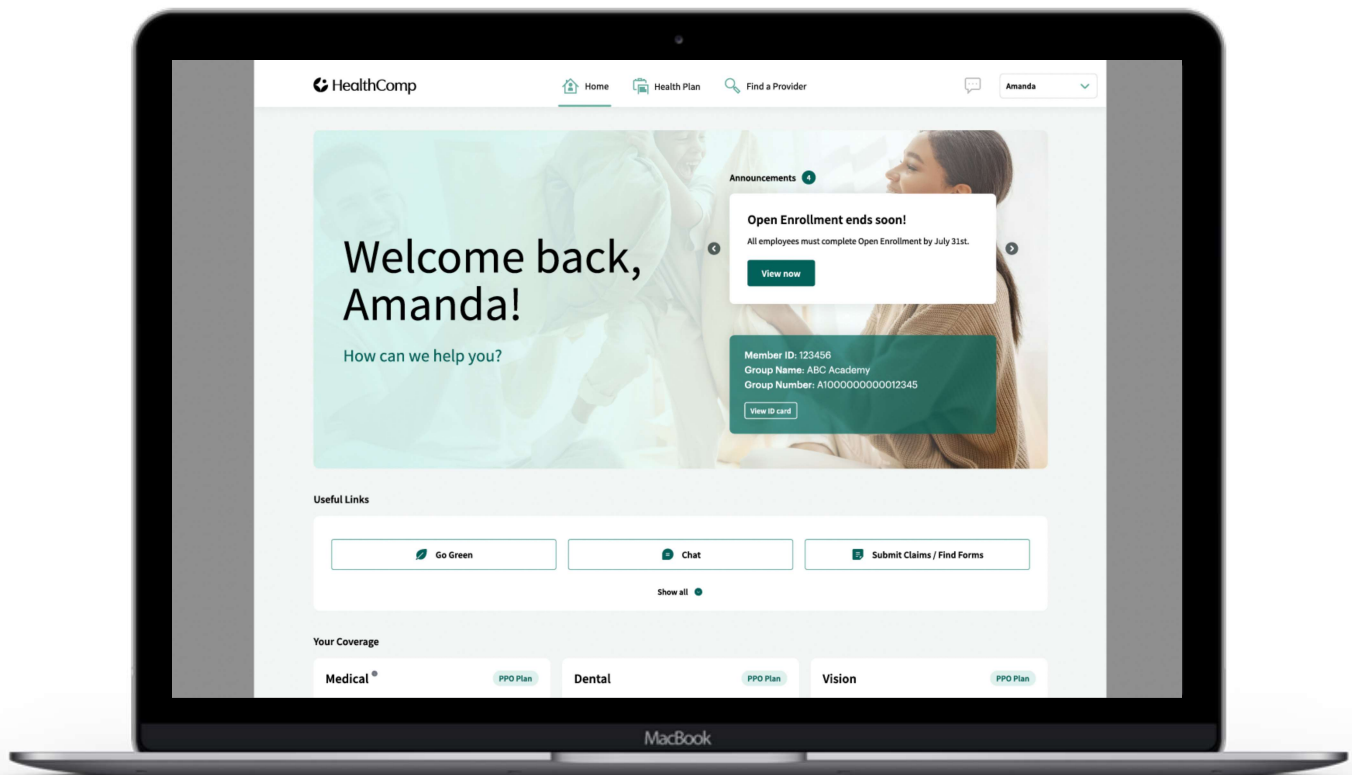 HealthComp
Home
Health Plan
Find a Provider
Amanda
Announcements 4
Open Enrollment ends soon!
All employees must complete Open Enrollment by July 31st.
View now
Welcome back,
Amanda!
How can we help you?
Member ID: 123456
Group Name: ABC Academy
Group Number: A1000000000012345
View ID card
Useful Links
Go Green
Chat
Submit Claims / Find Forms
Show all
Your Coverage
Medical
PPO Plan
Dental
PPO Plan
Vision
PPO Plan
MacBook